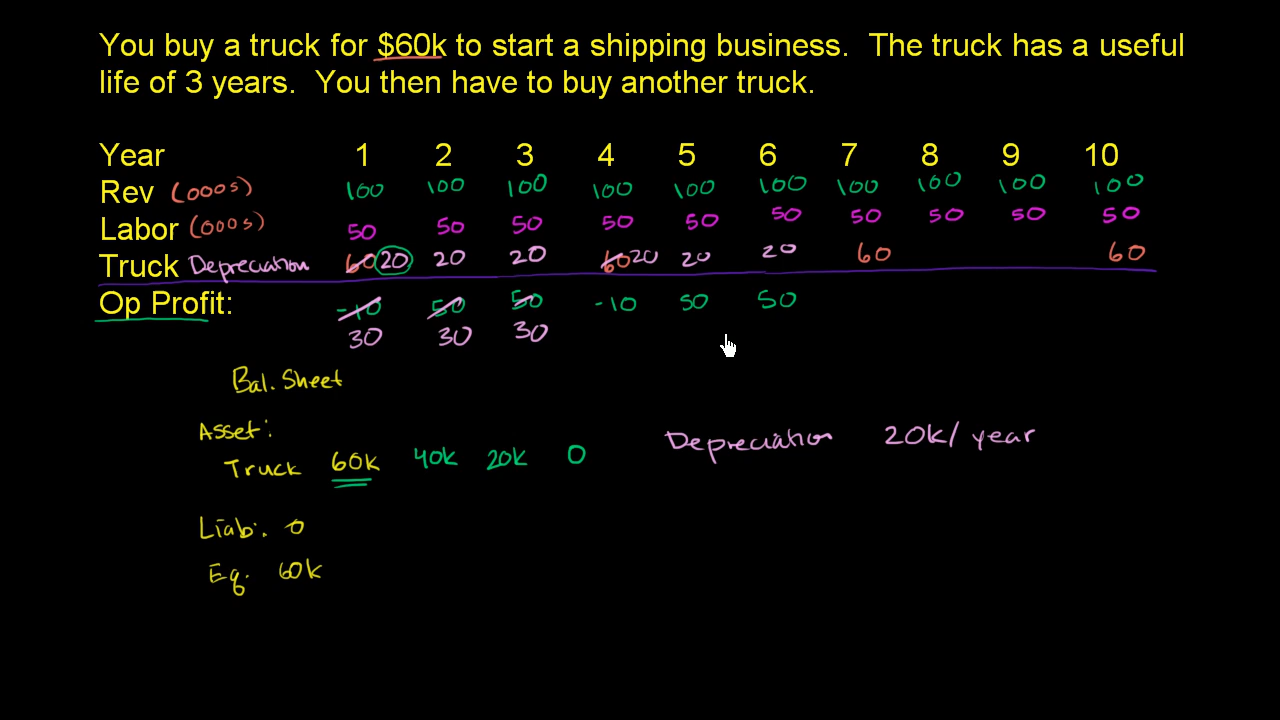 You buy a truck for $60k to start a shipping business. The truck has a useful
life of 3 years. You then have to buy another truck.
Year 1 2 3 4 5 6 7 8 9 10
Rev (000s) 100 100 100 100 100 100 100 100 100 100
Labor (000s) 50 50 50 50 50 50 50 50 50 50
Truck Depreciation 60 20 20 20 60 20 20 20 60 60
Op Profit: -10 50 50 -10 50 50
30 30 30
Bal. Sheet
Asset:
Truck 60k 40k 20k 0
Depreciation 20k/year
Liab: 0
Eq. 60k